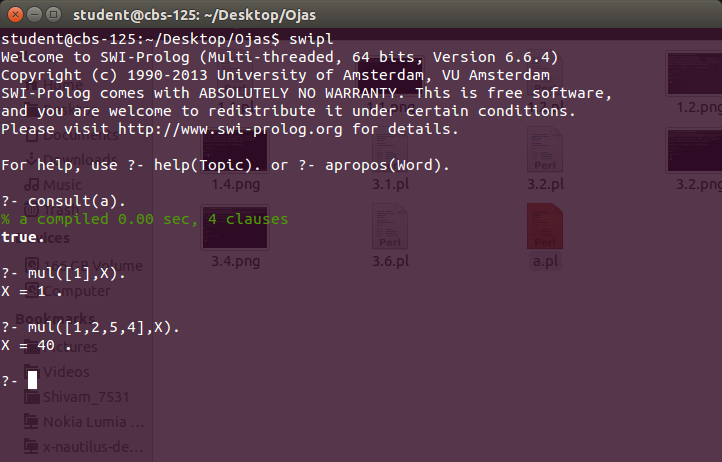 student@cbs-125: ~/Desktop/Ojas
student@cbs-125:~/Desktop/Ojas$ swipl
Welcome to SWI-Prolog (Multi-threaded, 64 bits, Version 6.6.4)
Copyright (c) 1990-2013 University of Amsterdam, VU Amsterdam
SWI-Prolog comes with ABSOLUTELY NO WARRANTY. This is free software,
and you are welcome to redistribute it under certain conditions.
Please visit http://www.swi-prolog.org for details.
For help, use ?- help(Topic). or ?- apropos(Word).
?- consult(a).
% a compiled 0.00 sec, 4 clauses
true.
?- mul([1],X).
X = 1 .
?- mul([1,2,5,4],X).
X = 40 .
?-
1.2.png
Documents
Downloads
Music
1.4.png
3.1.pl
3.2.pl
3.2.png
166 GB Volume
Computer
3.4.png
3.6.pl
a.pl
Bookmarks
Pictures
Videos
Shivam_7531
Nokia Lumia ...
x-nautilus-de...